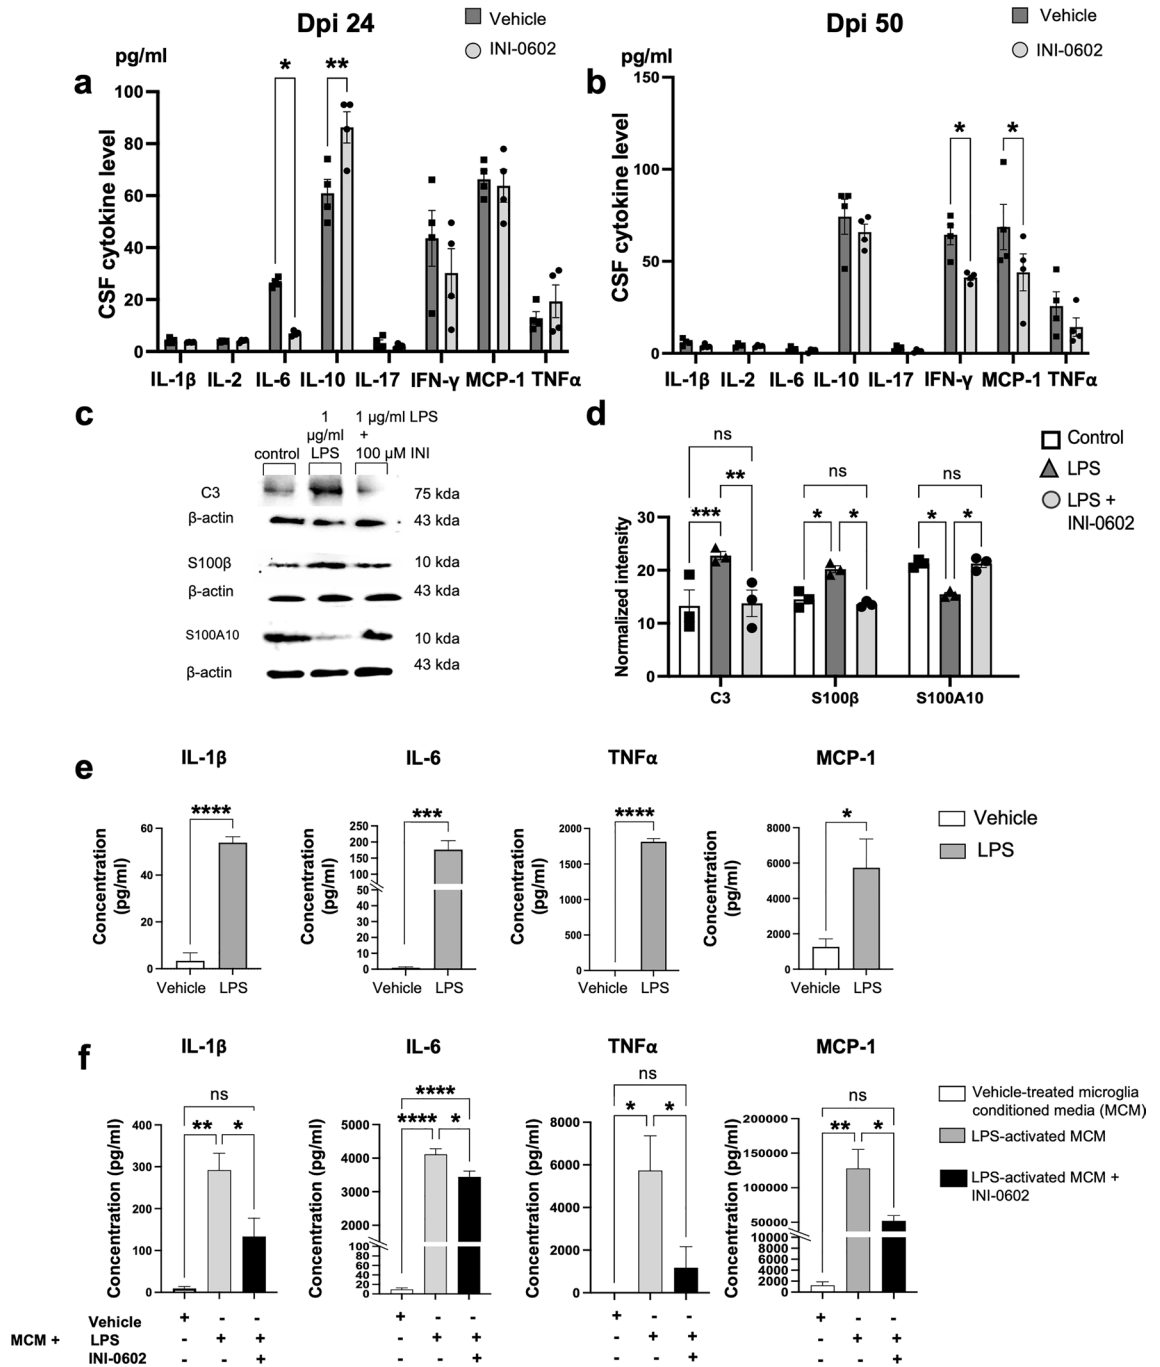 Dpi 24
Vehicle
INI-0602
Dpi 50
Vehicle
INI-0602
a
pg/ml
CSF cytokine level
100
80
60
40
20
0
*
**
IL-1β IL-2 IL-6 IL-10 IL-17 IFN-γ MCP-1 TNFα
b
pg/ml
CSF cytokine level
150
100
50
0
*
*
IL-1β IL-2 IL-6 IL-10 IL-17 IFN-γ MCP-1 TNFα
c
control
1
µg/ml
LPS
1 µg/ml LPS
+
100 µM INI
C3 75 kda
β-actin 43 kda
S100β 10 kda
β-actin 43 kda
S100A10 10 kda
β-actin 43 kda
d
Control
LPS
LPS +
INI-0602
Normalized intensity
30
20
10
0
ns
**
***
ns
* *
ns
* *
C3 S100β S100A10
e
IL-1β
Concentration
(pg/ml)
60
40
20
0
****
Vehicle LPS
IL-6
Concentration
(pg/ml)
250
200
150
100
50
40
30
20
10
0
***
Vehicle LPS
TNFα
Concentration
(pg/ml)
2000
1500
1000
500
0
****
Vehicle LPS
MCP-1
Concentration
(pg/ml)
8000
6000
4000
2000
0
*
Vehicle LPS
Vehicle
LPS
f
IL-1β
Concentration (pg/ml)
400
300
200
100
0
ns
** *
IL-6
Concentration (pg/ml)
5000
4000
3000
2000
100
80
60
40
20
0
****
**** *
TNFα
Concentration (pg/ml)
8000
6000
4000
2000
0
ns
* *
MCP-1
Concentration (pg/ml)
200000
150000
100000
50000
10000
8000
6000
4000
2000
0
ns
** *
Vehicle-treated microglia
conditioned media (MCM)
LPS-activated MCM
LPS-activated MCM +
INI-0602
Vehicle + - - + - - + - - + - -
MCM + LPS - + + - + + - + + - + +
INI-0602 - - + - - + - - + - - +